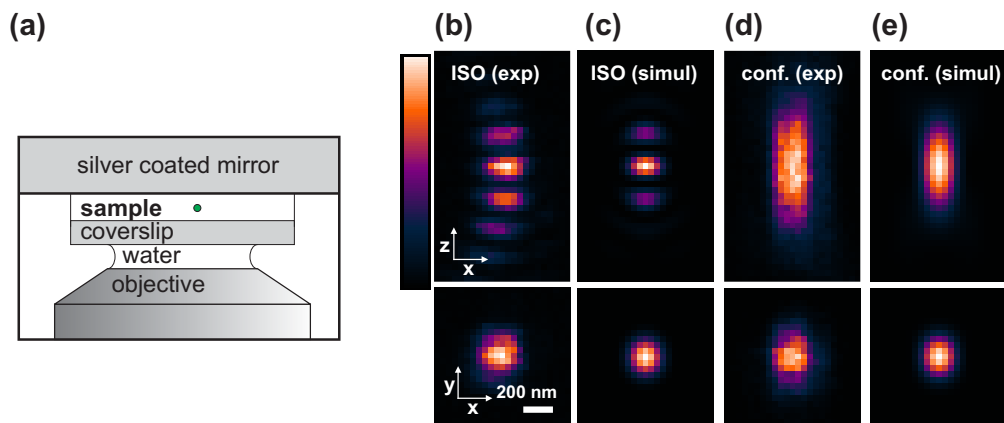 (a)
silver coated mirror
sample
coverslip
water
objective
(b)
(c)
(d)
(e)
ISO (exp)
ISO (simul)
conf. (exp)
conf. (simul)
z
x
y
x
200 nm